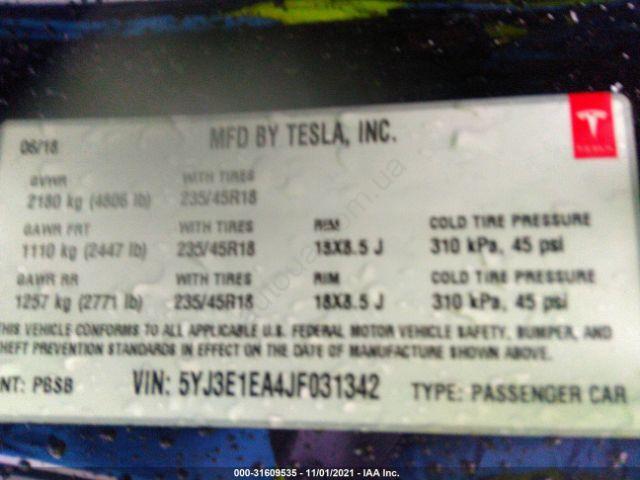 06/18 MFD BY TESLA, INC.
TESLA
GVWR WITH TIRES
2180 kg (4806 lb) 235/45R18
GAWR FRT WITH TIRES RIM COLD TIRE PRESSURE
1110 kg (2447 lb) 235/45R18 18X8.5 J 310 kPa, 45 psi
GAWR RR WITH TIRES RIM COLD TIRE PRESSURE
1257 kg (2771 lb) 235/45R18 18X8.5 J 310 kPa, 45 psi
THIS VEHICLE CONFORMS TO ALL APPLICABLE U.S. FEDERAL MOTOR VEHICLE SAFETY, BUMPER, AND
HEFT PREVENTION STANDARDS IN EFFECT ON THE DATE OF MANUFACTURE SHOWN ABOVE.
NT: PBSB VIN: 5YJ3E1EA4JF031342 TYPE: PASSENGER CAR
000-31609535 - 11/01/2021 - IAA Inc.